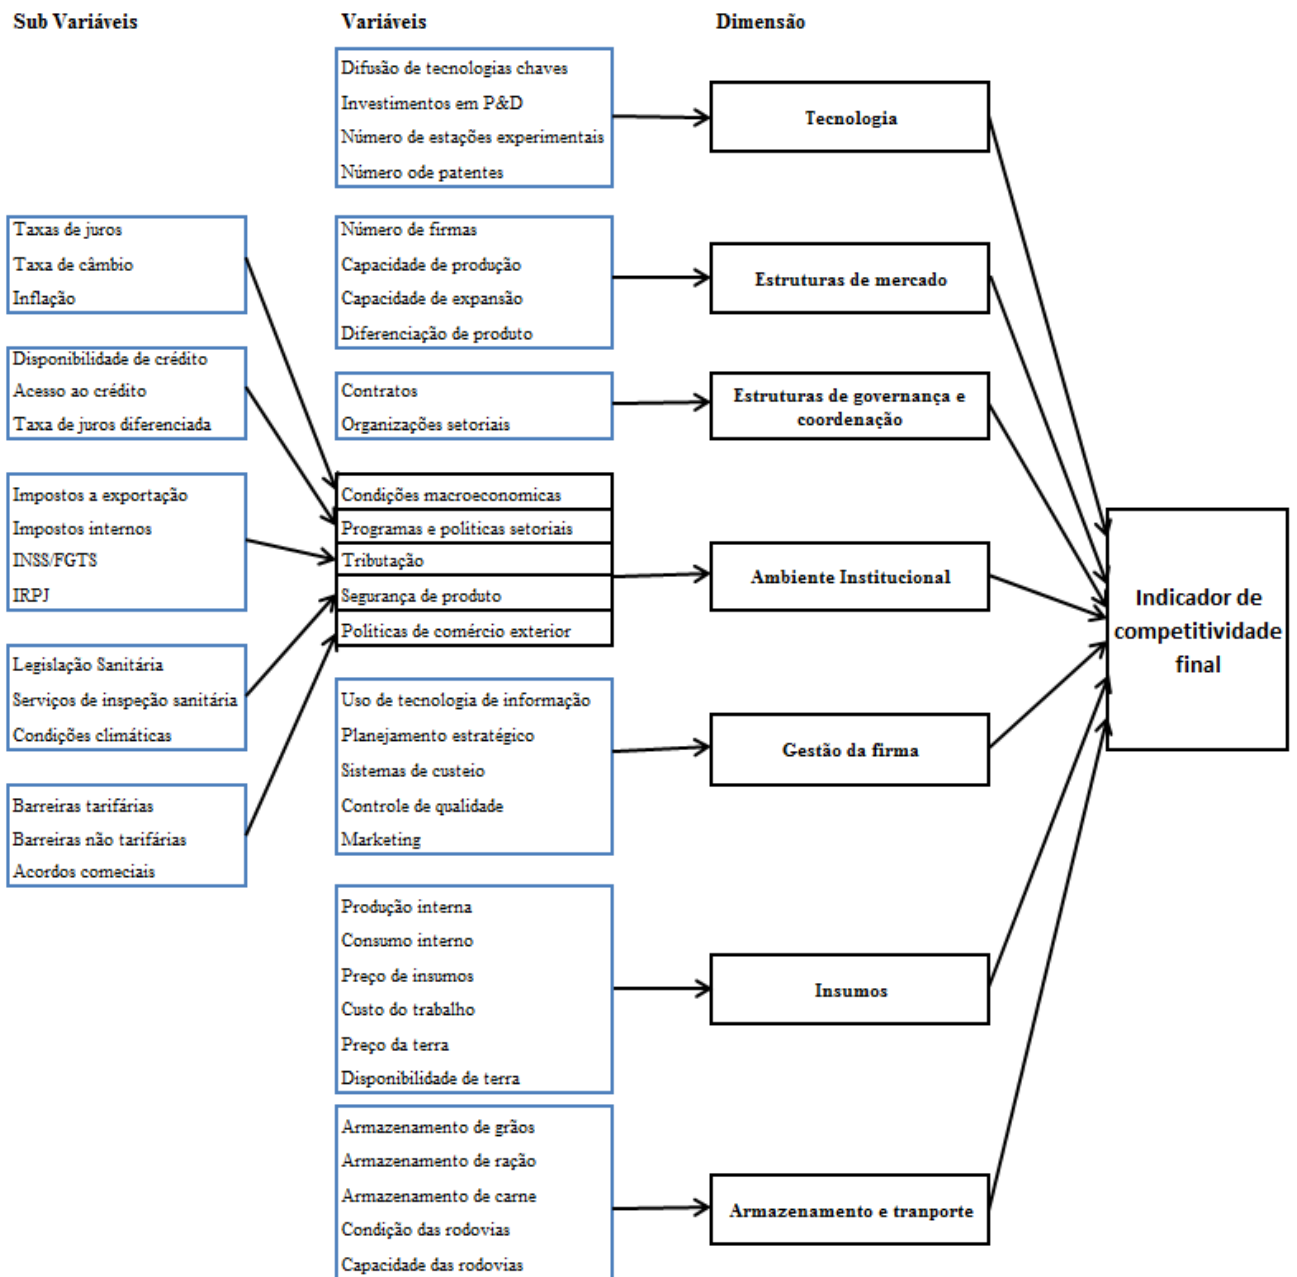 Sub Variáveis
Variáveis
Dimensão
Difusão de tecnologias chaves
Investimentos em P&D
Número de estações experimentais
Número ode patentes
Tecnologia
Taxas de juros
Taxa de câmbio
Inflação
Número de firmas
Capacidade de produção
Capacidade de expansão
Diferenciação de produto
Estruturas de mercado
Disponibilidade de crédito
Acesso ao crédito
Taxa de juros diferenciada
Contratos
Organizações setoriais
Estruturas de governança e
coordenação
Impostos a exportação
Impostos internos
INSS/FGTS
IRPJ
Condições macroeconomicas
Programas e políticas setoriais
Tributação
Segurança de produto
Políticas de comércio exterior
Ambiente Institucional
Indicador de
competitividade
final
Legislação Sanitária
Serviços de inspeção sanitária
Condições climáticas
Uso de tecnologia de informação
Planejamento estratégico
Sistemas de custeio
Controle de qualidade
Marketing
Gestão da firma
Barreiras tarifárias
Barreiras não tarifárias
Acordos comeciais
Produção interna
Consumo interno
Preço de insumos
Custo do trabalho
Preço da terra
Disponibilidade de terra
Insumos
Armazenamento de grãos
Armazenamento de ração
Armazenamento de carne
Condição das rodovias
Capacidade das rodovias
Armazenamento e tranporte